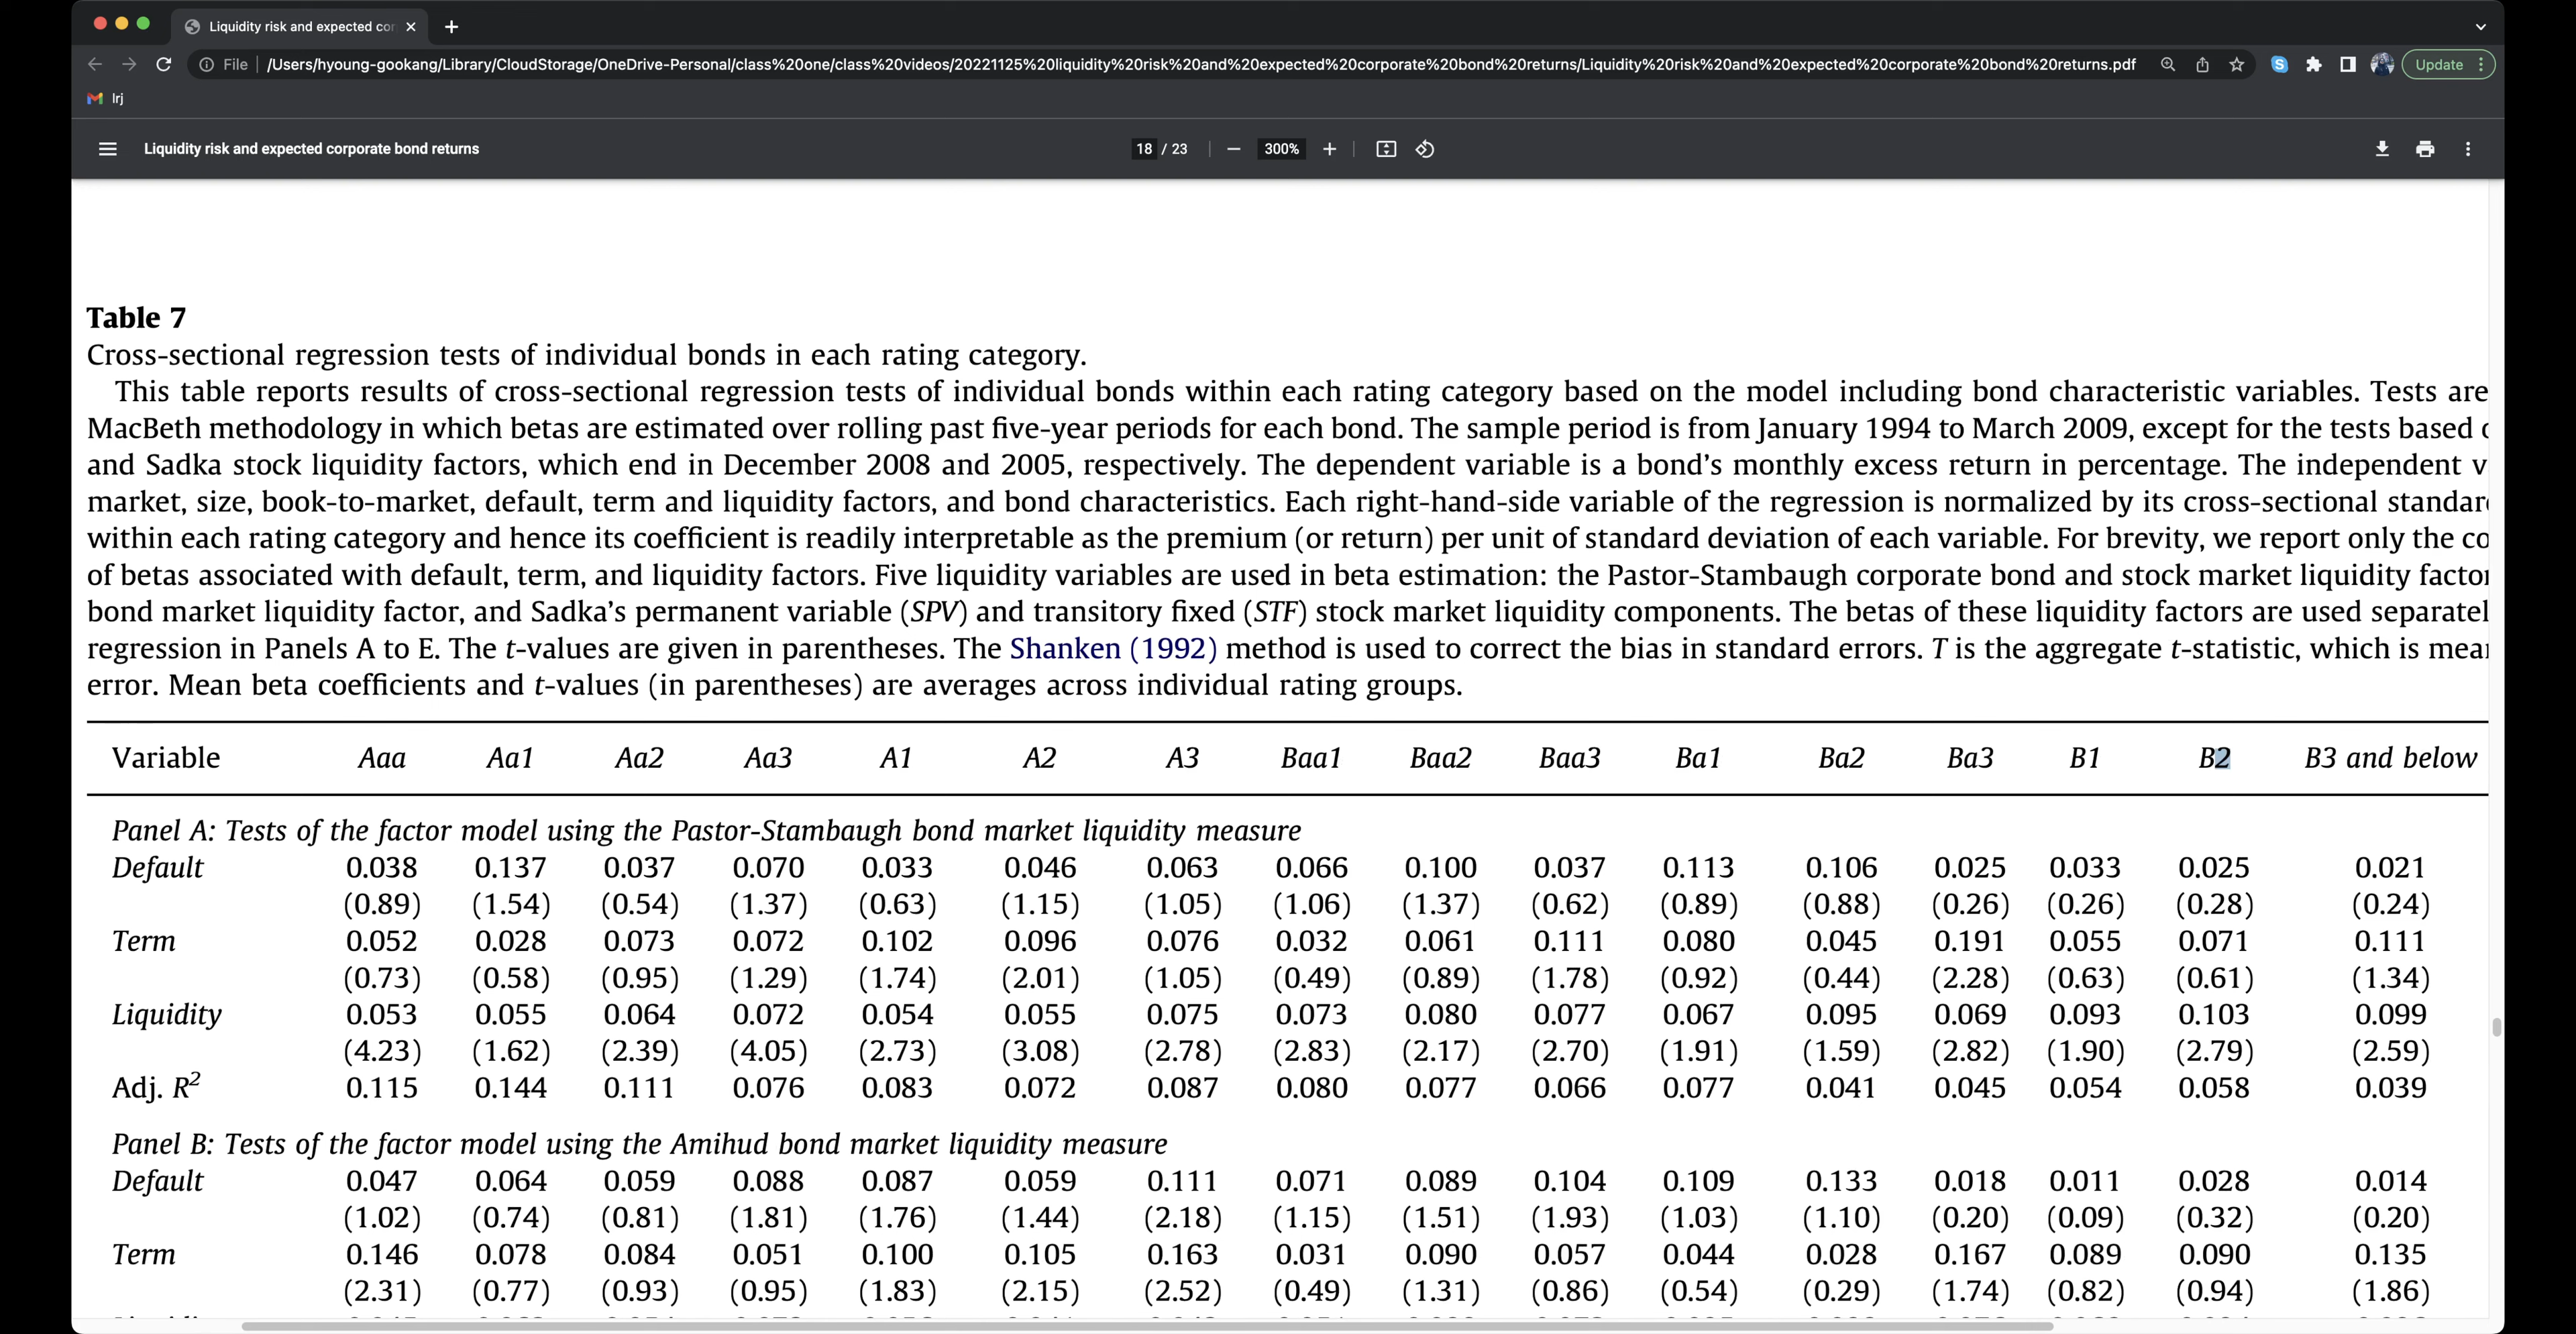 Liquidity risk and expected cor
File /Users/hyoung-gookang/Library/CloudStorage/OneDrive-Personal/class%20one/class%20videos/20221125%20liquidity%20risk%20and%20expected%20corporate%20bond%20returns/Liquidity%20risk%20and%20expected%20corporate%20bond%20returns.pdf S Update
lrj
Liquidity risk and expected corporate bond returns 18 / 23 300%
Table 7
Cross-sectional regression tests of individual bonds in each rating category.
This table reports results of cross-sectional regression tests of individual bonds within each rating category based on the model including bond characteristic variables. Tests are
MacBeth methodology in which betas are estimated over rolling past five-year periods for each bond. The sample period is from January 1994 to March 2009, except for the tests based
and Sadka stock liquidity factors, which end in December 2008 and 2005, respectively. The dependent variable is a bond's monthly excess return in percentage. The independent v
market, size, book-to-market, default, term and liquidity factors, and bond characteristics. Each right-hand-side variable of the regression is normalized by its cross-sectional standar
within each rating category and hence its coefficient is readily interpretable as the premium (or return) per unit of standard deviation of each variable. For brevity, we report only the co
of betas associated with default, term, and liquidity factors. Five liquidity variables are used in beta estimation: the Pastor-Stambaugh corporate bond and stock market liquidity factor
bond market liquidity factor, and Sadka's permanent variable (SPV) and transitory fixed (STF) stock market liquidity components. The betas of these liquidity factors are used separatel
regression in Panels A to E. The t-values are given in parentheses. The Shanken (1992) method is used to correct the bias in standard errors. T is the aggregate t-statistic, which is mea
error. Mean beta coefficients and t-values (in parentheses) are averages across individual rating groups.
Variable Aaa Aa1 Aa2 Aa3 A1 A2 A3 Baa1 Baa2 Baa3 Ba1 Ba2 Ba3 B1 B2 B3 and below
Panel A: Tests of the factor model using the Pastor-Stambaugh bond market liquidity measure
Default 0.038 0.137 0.037 0.070 0.033 0.046 0.063 0.066 0.100 0.037 0.113 0.106 0.025 0.033 0.025 0.021
(0.89) (1.54) (0.54) (1.37) (0.63) (1.15) (1.05) (1.06) (1.37) (0.62) (0.89) (0.88) (0.26) (0.26) (0.28) (0.24)
Term 0.052 0.028 0.073 0.072 0.102 0.096 0.076 0.032 0.061 0.111 0.080 0.045 0.191 0.055 0.071 0.111
(0.73) (0.58) (0.95) (1.29) (1.74) (2.01) (1.05) (0.49) (0.89) (1.78) (0.92) (0.44) (2.28) (0.63) (0.61) (1.34)
Liquidity 0.053 0.055 0.064 0.072 0.054 0.055 0.075 0.073 0.080 0.077 0.067 0.095 0.069 0.093 0.103 0.099
(4.23) (1.62) (2.39) (4.05) (2.73) (3.08) (2.78) (2.83) (2.17) (2.70) (1.91) (1.59) (2.82) (1.90) (2.79) (2.59)
Adj. R² 0.115 0.144 0.111 0.076 0.083 0.072 0.087 0.080 0.077 0.066 0.077 0.041 0.045 0.054 0.058 0.039
Panel B: Tests of the factor model using the Amihud bond market liquidity measure
Default 0.047 0.064 0.059 0.088 0.087 0.059 0.111 0.071 0.089 0.104 0.109 0.133 0.018 0.011 0.028 0.014
(1.02) (0.74) (0.81) (1.81) (1.76) (1.44) (2.18) (1.15) (1.51) (1.93) (1.03) (1.10) (0.20) (0.09) (0.32) (0.20)
Term 0.146 0.078 0.084 0.051 0.100 0.105 0.163 0.031 0.090 0.057 0.044 0.028 0.167 0.089 0.090 0.135
(2.31) (0.77) (0.93) (0.95) (1.83) (2.15) (2.52) (0.49) (1.31) (0.86) (0.54) (0.29) (1.74) (0.82) (0.94) (1.86)